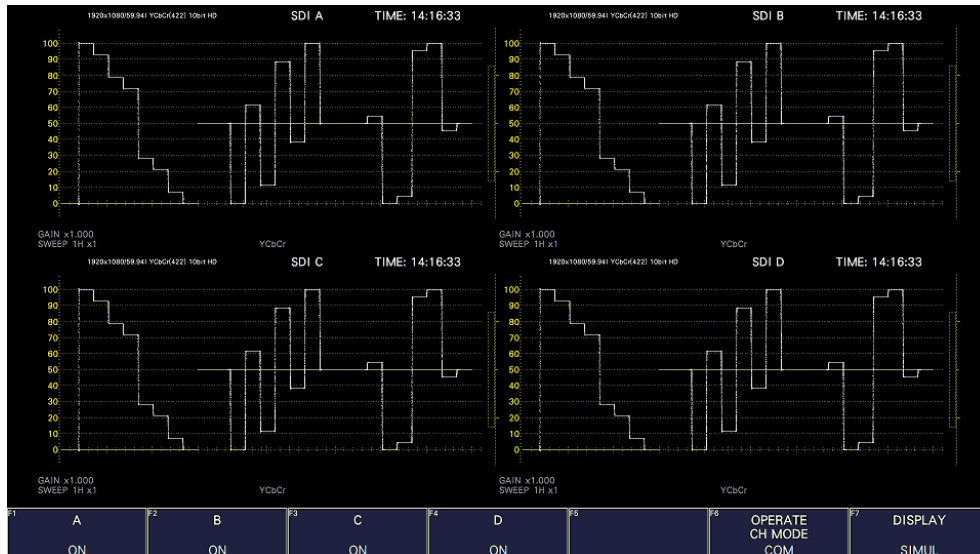 1920x1080/59.94I YCbCr(422) 10bit HD SDI A TIME: 14:16:33
100
90
80
70
60
50
40
30
20
10
0
GAIN x1.000
SWEEP 1H x1 YCbCr
1920x1080/59.94I YCbCr(422) 10bit HD SDI B TIME: 14:16:33
100
90
80
70
60
50
40
30
20
10
0
GAIN x1.000
SWEEP 1H x1 YCbCr
1920x1080/59.94I YCbCr(422) 10bit HD SDI C TIME: 14:16:33
100
90
80
70
60
50
40
30
20
10
0
GAIN x1.000
SWEEP 1H x1 YCbCr
1920x1080/59.94I YCbCr(422) 10bit HD SDI D TIME: 14:16:33
100
90
80
70
60
50
40
30
20
10
0
GAIN x1.000
SWEEP 1H x1 YCbCr
F1 A
ON
F2 B
ON
F3 C
ON
F4 D
ON
F5
F6 OPERATE
CH MODE
COM
F7 DISPLAY
SIMUL